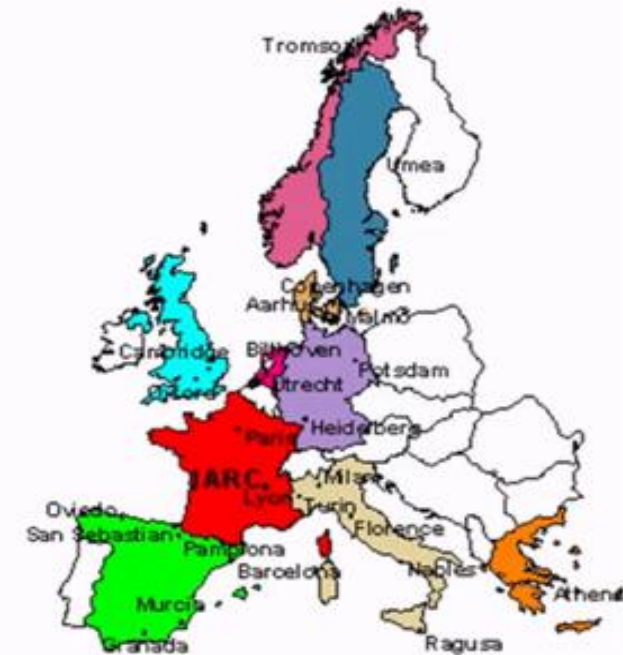 Tromso
Umea
Copenhagen
Aarhus
Malmö
Cambridge
Bilthoven
Oxford
Utrecht
Potsdam
Paris
Heidelberg
IARC
Lyon
Milan
Turin
Oviedo
San Sebastian
Florence
Pamplona
Barcelona
Naples
Athens
Murcia
Granada
Ragusa